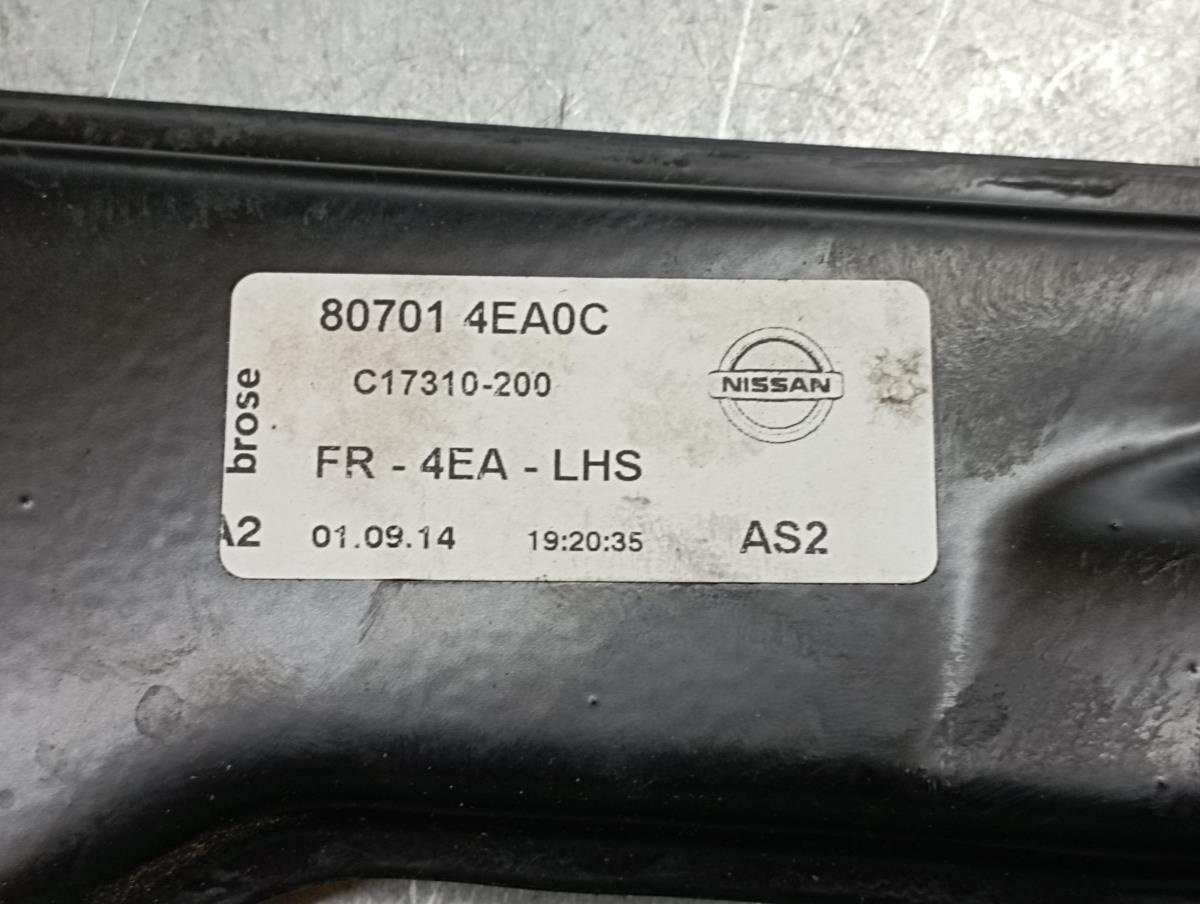 80701 4EA0C
C17310-200
NISSAN
brose
FR - 4EA - LHS
A2 01.09.14 19:20:35 AS2